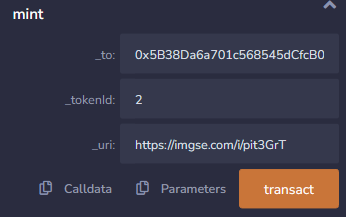 mint
_to: 0x5B38Da6a701c568545dCfcB0
_tokenId: 2
_uri: https://imgse.com/i/pit3GrT
Calldata Parameters transact